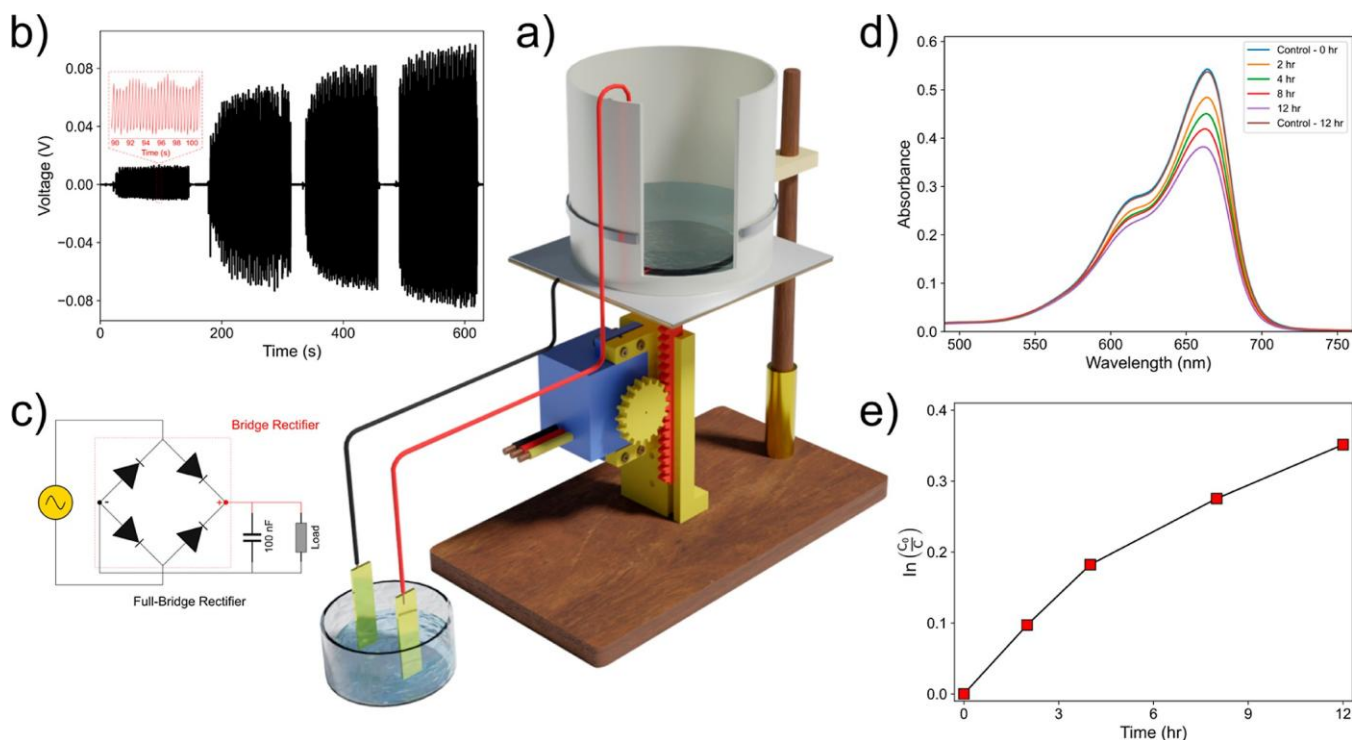 b)
0.08
0.04
0.00
−0.04
−0.08
Voltage (V)
90 92 94 96 98 100
Time (s)
0 200 400 600
Time (s)
a)
d)
0.6
0.5
0.4
0.3
0.2
0.1
0.0
Absorbance
Control - 0 hr
2 hr
4 hr
8 hr
12 hr
Control - 12 hr
500 550 600 650 700 750
Wavelength (nm)
c)
Bridge Rectifier
-
+
100 nF
Load
Full-Bridge Rectifier
e)
0.4
0.3
0.2
0.1
0.0
ln (C₀/C)
0 3 6 9 12
Time (hr)